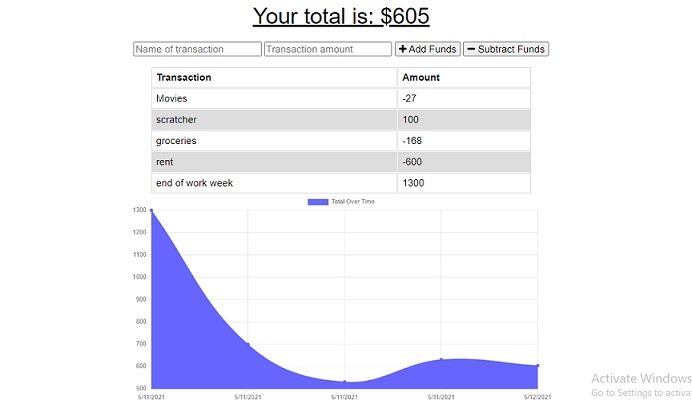 Your total is: $605
Name of transaction Transaction amount + Add Funds − Subtract Funds
Transaction Amount
Movies -27
scratcher 100
groceries -168
rent -600
end of work week 1300
Total Over Time
1300
1200
1100
1000
900
800
700
600
500
5/11/2021 5/11/2021 5/11/2021 5/11/2021 5/12/2021
Activate Windows
Go to Settings to activa